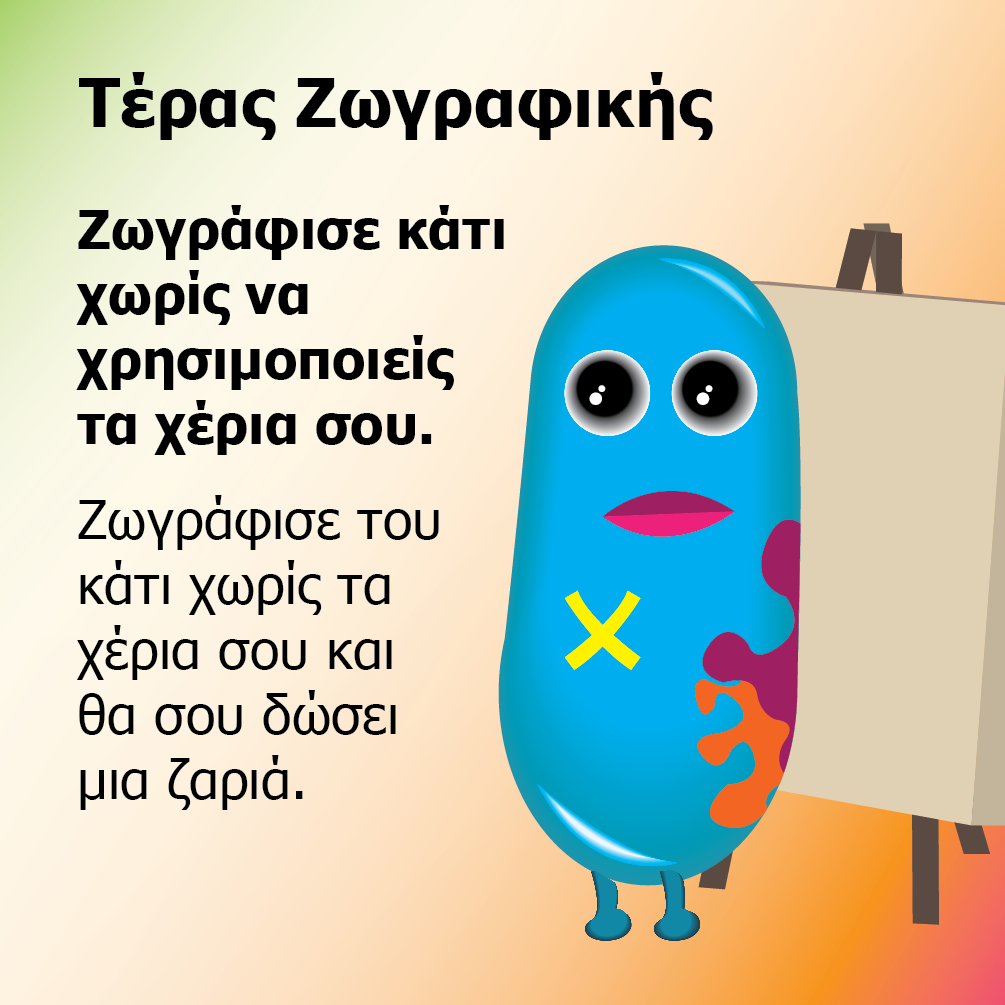 Τέρας Ζωγραφικής
Ζωγράφισε κάτι
χωρίς να
χρησιμοποιείς
τα χέρια σου.
Ζωγράφισε του
κάτι χωρίς τα
χέρια σου και
θα σου δώσει
μια ζαριά.